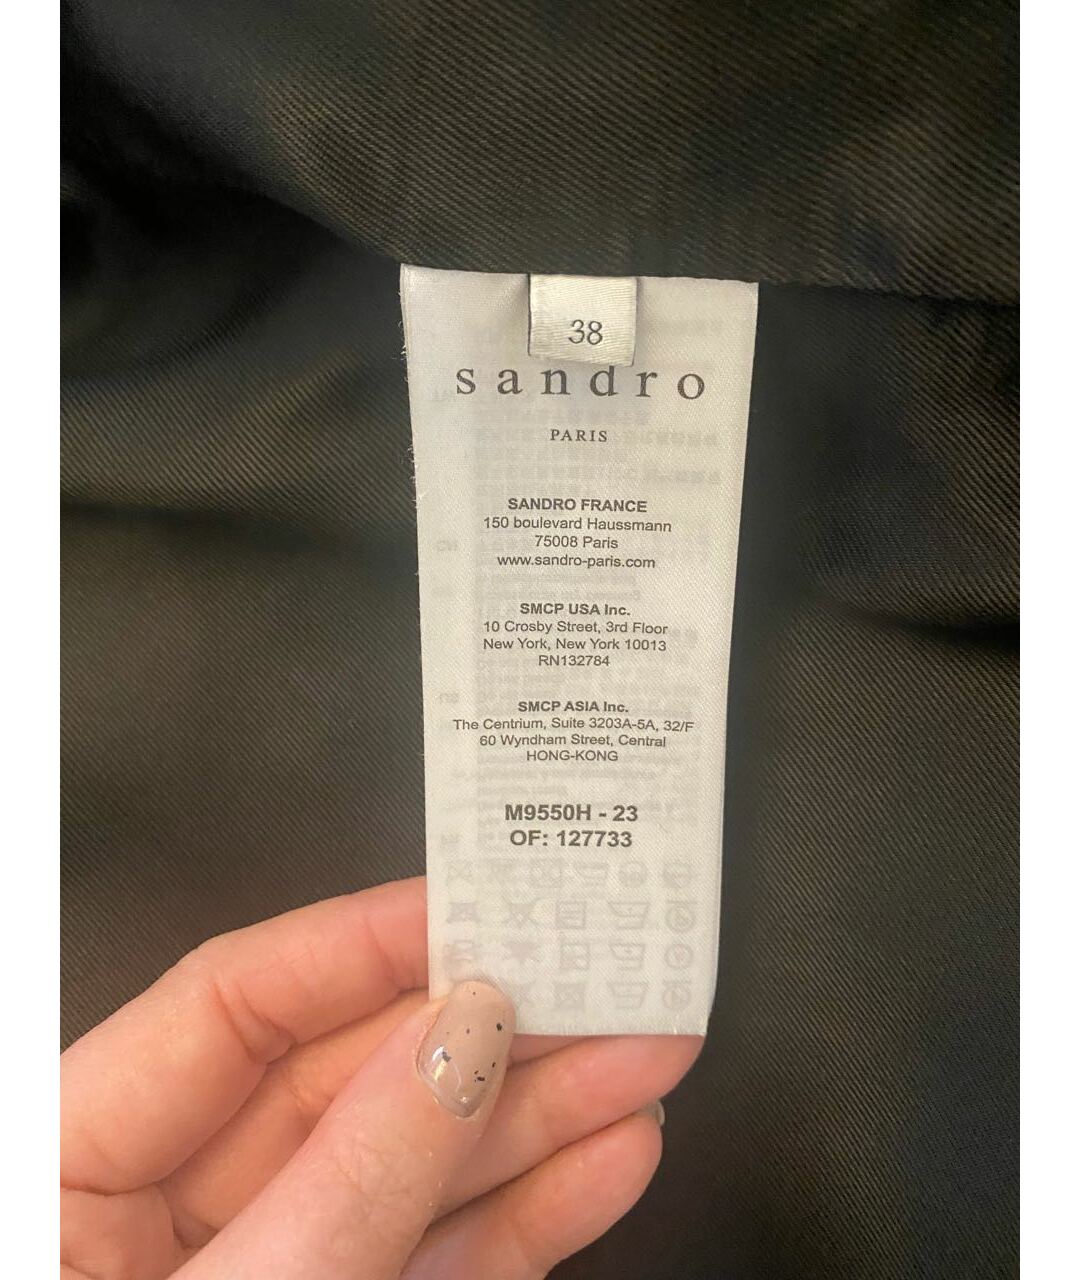 38
sandro
PARIS
SANDRO FRANCE
150 boulevard Haussmann
75008 Paris
www.sandro-paris.com
SMCP USA Inc.
10 Crosby Street, 3rd Floor
New York, New York 10013
RN132784
SMCP ASIA Inc.
The Centrium, Suite 3203A-5A, 32/F
60 Wyndham Street, Central
HONG-KONG
M9550H - 23
OF: 127733